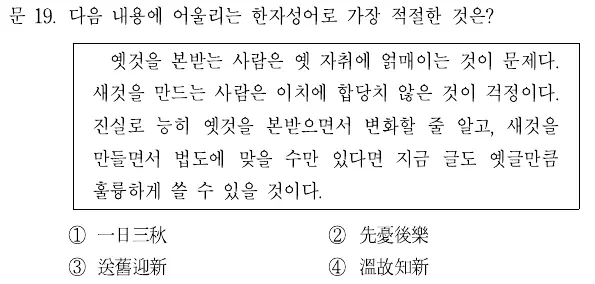 문 19. 다음 내용에 어울리는 한자성어로 가장 적절한 것은?
옛것을 본받는 사람은 옛 자취에 얽매이는 것이 문제다.
새것을 만드는 사람은 이치에 합당치 않은 것이 걱정이다.
진실로 능히 옛것을 본받으면서 변화할 줄 알고, 새것을
만들면서 법도에 맞을 수만 있다면 지금 글도 옛글만큼
훌륭하게 쓸 수 있을 것이다.
① 一日三秋 ② 先憂後樂
③ 送舊迎新 ④ 溫故知新